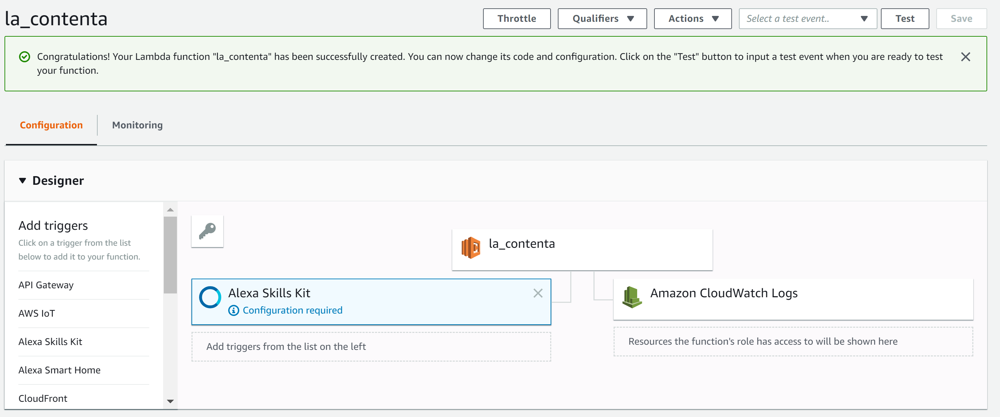 la_contenta
Throttle
Qualifiers
Actions
Select a test event..
Test
Save
Congratulations! Your Lambda function "la_contenta" has been successfully created. You can now change its code and configuration. Click on the "Test" button to input a test event when you are ready to test
your function.
Configuration
Monitoring
Designer
Add triggers
Click on a trigger from the list
below to add it to your function.
API Gateway
AWS IoT
Alexa Skills Kit
Alexa Smart Home
CloudFront
la_contenta
Alexa Skills Kit
Configuration required
Add triggers from the list on the left
Amazon CloudWatch Logs
Resources the function's role has access to will be shown here